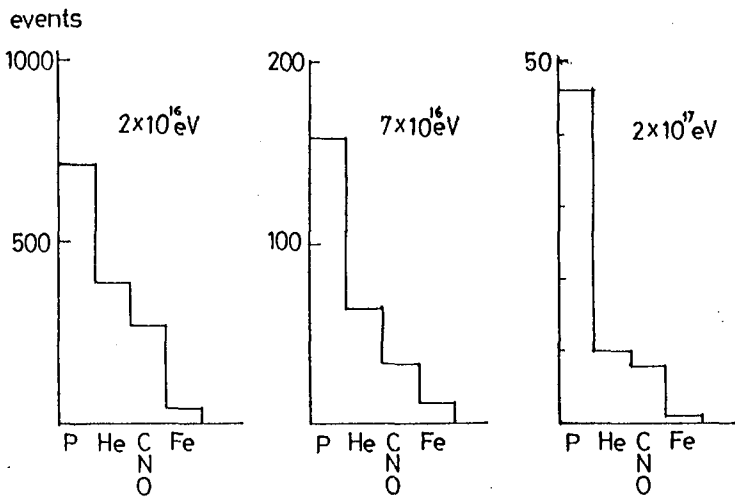 events
1000
500
2×10¹⁶eV
P He C N O Fe
200
100
7×10¹⁶eV
P He C N O Fe
50
2×10¹⁷eV
P He C N O Fe